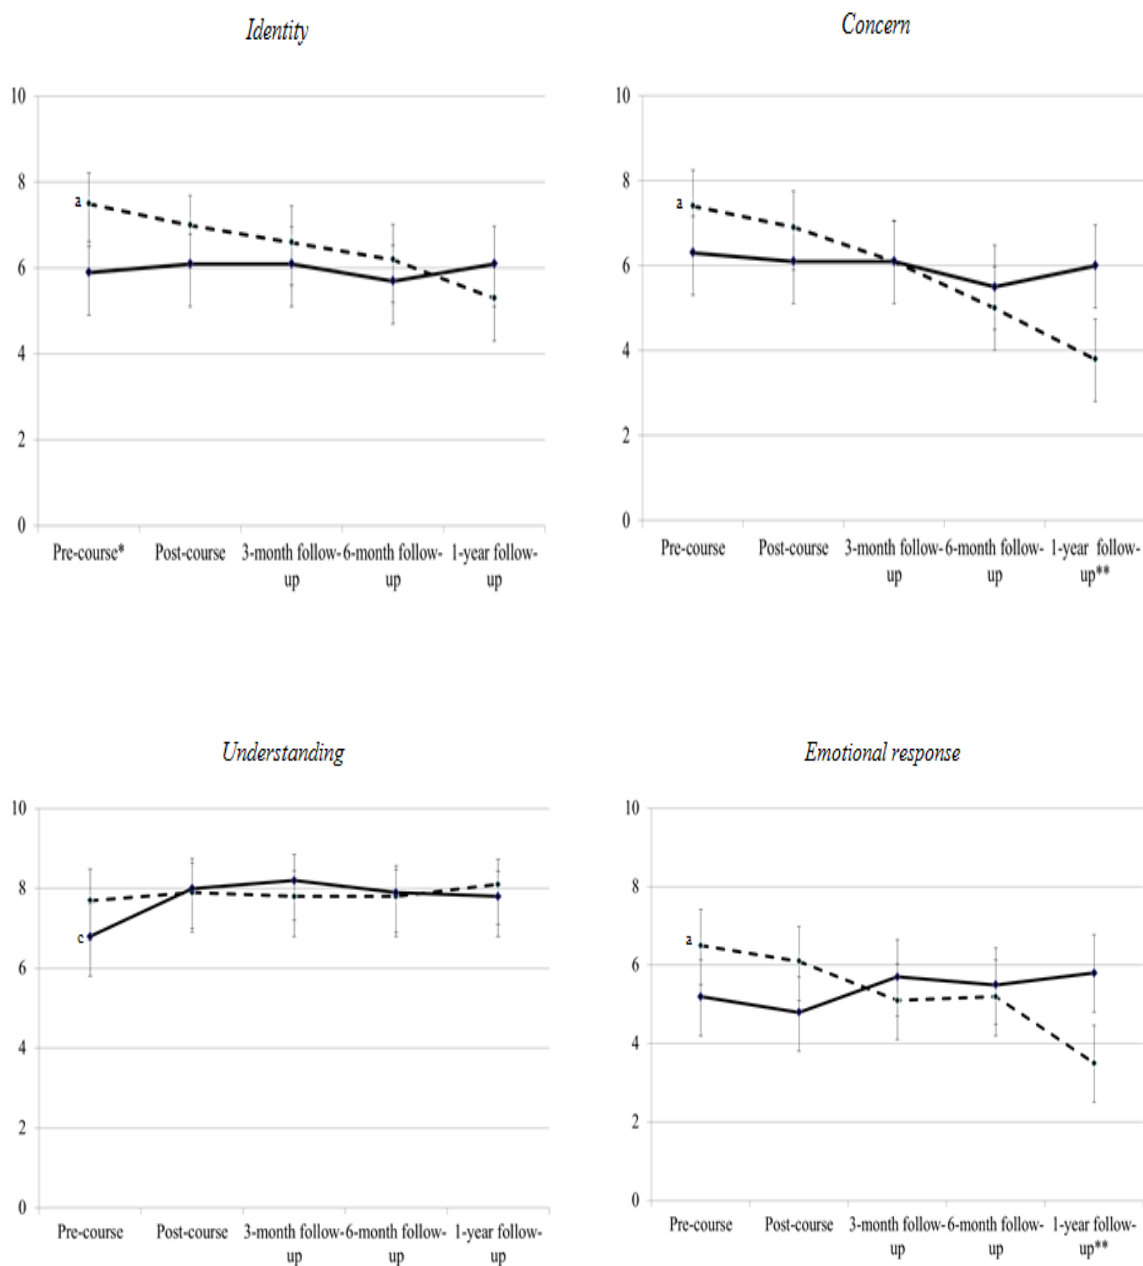 Identity
10
8
a
6
4
2
0
Pre-course*
Post-course
3-month follow-up
6-month follow-up
1-year follow-up
Concern
10
8
a
6
4
2
0
Pre-course
Post-course
3-month follow-up
6-month follow-up
1-year follow-up**
Understanding
10
8
c
6
4
2
0
Pre-course
Post-course
3-month follow-up
6-month follow-up
1-year follow-up
Emotional response
10
8
a
6
4
2
0
Pre-course
Post-course
3-month follow-up
6-month follow-up
1-year follow-up**